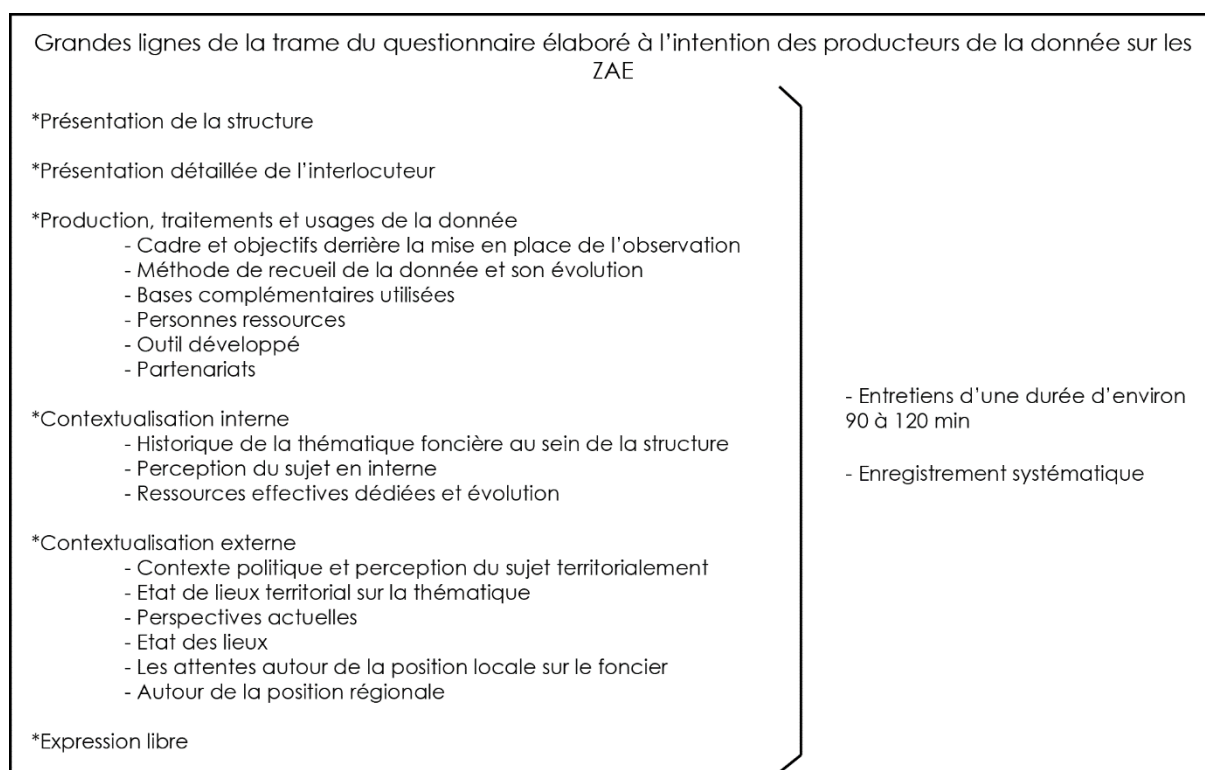 Grandes lignes de la trame du questionnaire élaboré à l’intention des producteurs de la donnée sur les
ZAE
*Présentation de la structure
*Présentation détaillée de l’interlocuteur
*Production, traitements et usages de la donnée
- Cadre et objectifs derrière la mise en place de l’observation
- Méthode de recueil de la donnée et son évolution
- Bases complémentaires utilisées
- Personnes ressources
- Outil développé
- Partenariats
*Contextualisation interne
- Historique de la thématique foncière au sein de la structure
- Perception du sujet en interne
- Ressources effectives dédiées et évolution
*Contextualisation externe
- Contexte politique et perception du sujet territorialement
- Etat de lieux territorial sur la thématique
- Perspectives actuelles
- Etat des lieux
- Les attentes autour de la position locale sur le foncier
- Autour de la position régionale
*Expression libre
- Entretiens d’une durée d’environ
90 à 120 min
- Enregistrement systématique